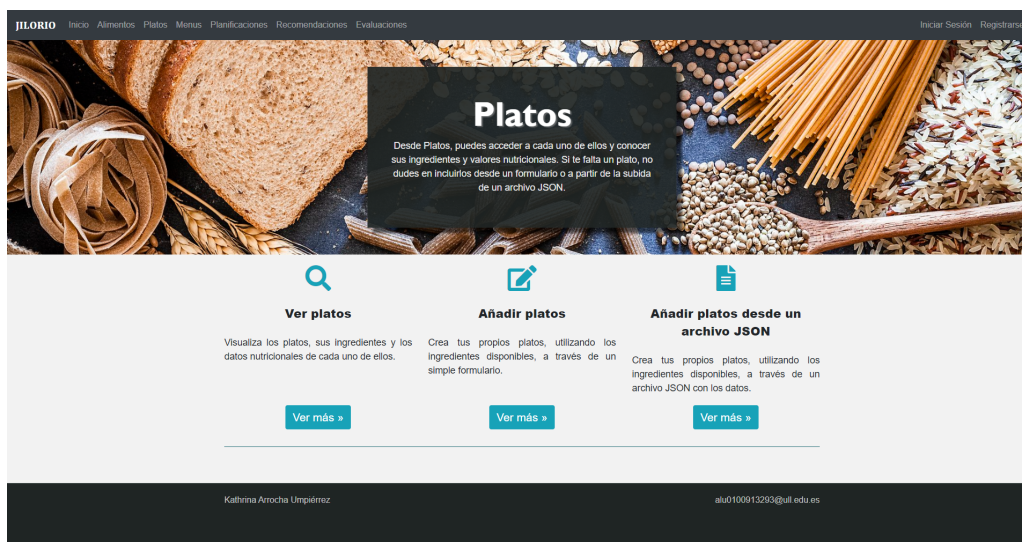 JILORIO Inicio Alimentos Platos Menus Planificaciones Recomendaciones Evaluaciones Iniciar Sesión Registrarse
Platos
Desde Platos, puedes acceder a cada uno de ellos y conocer
sus ingredientes y valores nutricionales. Si te falta un plato, no
dudes en incluirlos desde un formulario o a partir de la subida
de un archivo JSON.
Ver platos
Visualiza los platos, sus ingredientes y los
datos nutricionales de cada uno de ellos.
Ver más »
Añadir platos
Crea tus propios platos, utilizando los
ingredientes disponibles, a través de un
simple formulario.
Ver más »
Añadir platos desde un
archivo JSON
Crea tus propios platos, utilizando los
ingredientes disponibles, a través de un
archivo JSON con los datos.
Ver más »
Kathrina Arrocha Umpiérrez
alu0100913293@ull.edu.es